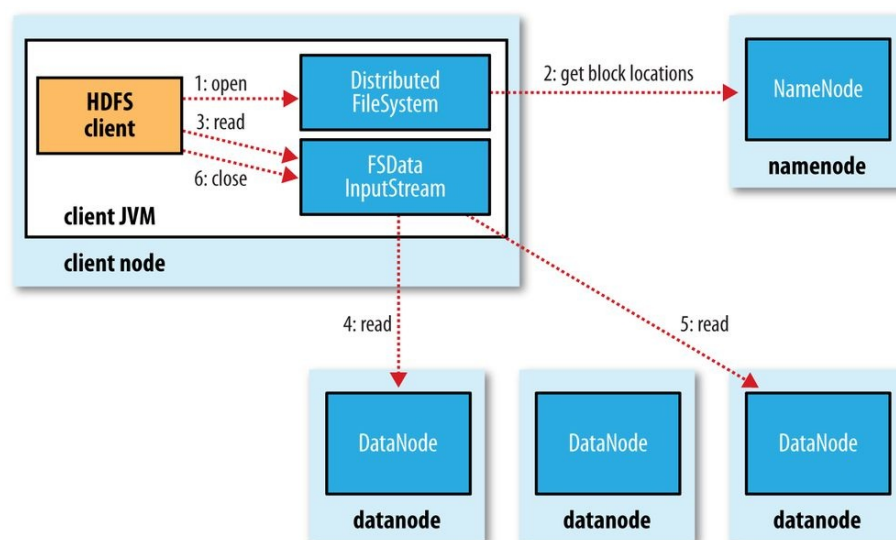 HDFS
client
1: open
3: read
6: close
Distributed
FileSystem
FSData
InputStream
client JVM
client node
2: get block locations
NameNode
namenode
4: read
5: read
DataNode
datanode
DataNode
datanode
DataNode
datanode